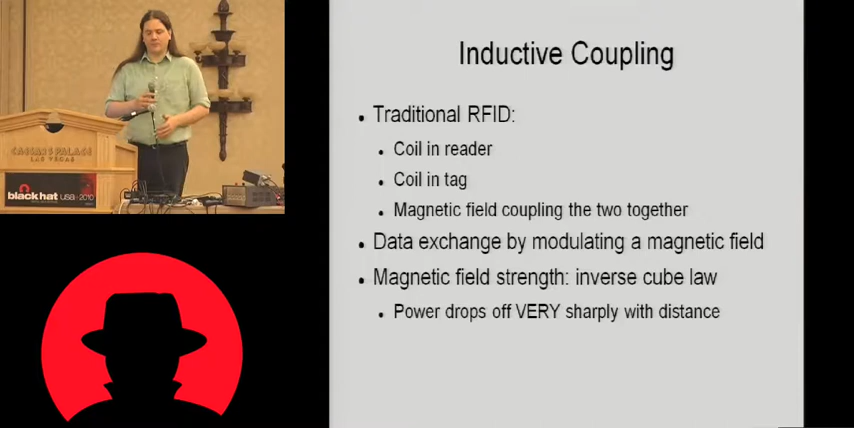 CAESARS PALACE
LAS VEGAS
black hat usa · 2010
Inductive Coupling
• Traditional RFID:
• Coil in reader
• Coil in tag
• Magnetic field coupling the two together
• Data exchange by modulating a magnetic field
• Magnetic field strength: inverse cube law
• Power drops off VERY sharply with distance